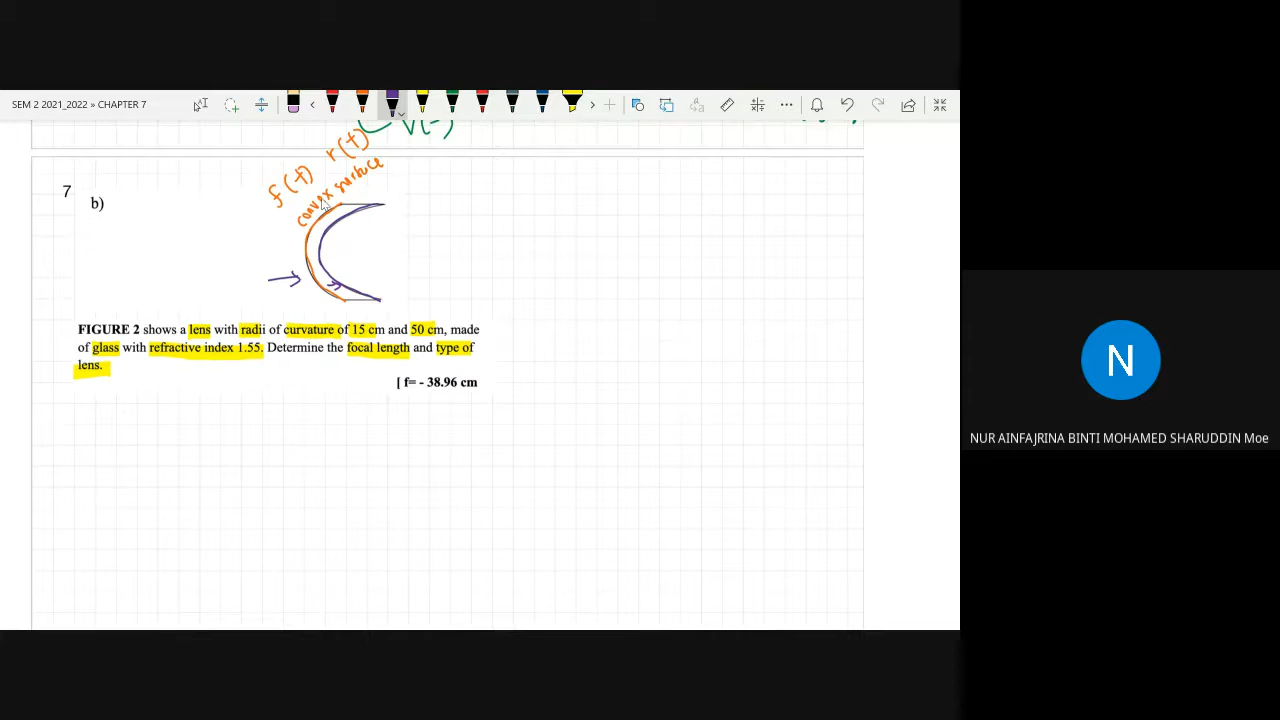 SEM 2 2021_2022 » CHAPTER 7
v(-)
7
b)
f(+) r(+)
convex surface
FIGURE 2 shows a lens with radii of curvature of 15 cm and 50 cm, made
of glass with refractive index 1.55. Determine the focal length and type of
lens.
[ f= - 38.96 cm
N
NUR AINFAJRINA BINTI MOHAMED SHARUDDIN Moe